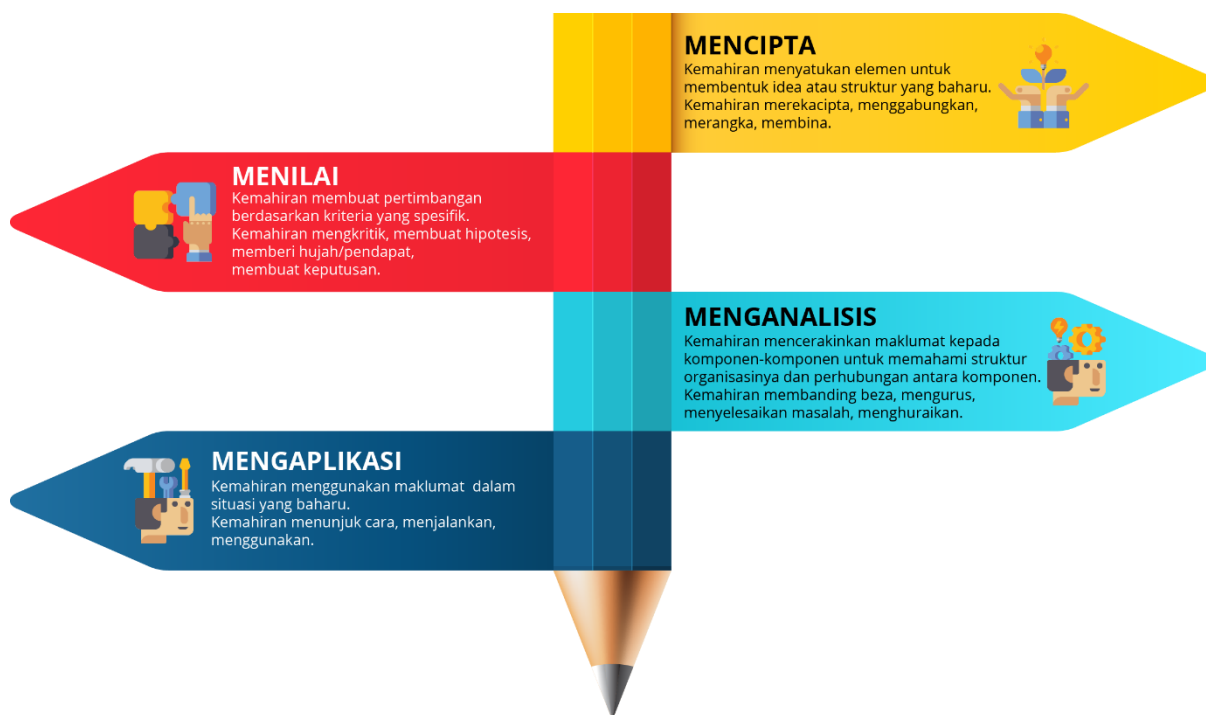 MENCIPTA
Kemahiran menyatukan elemen untuk
membentuk idea atau struktur yang baharu.
Kemahiran merekacipta, menggabungkan,
merangka, membina.
MENILAI
Kemahiran membuat pertimbangan
berdasarkan kriteria yang spesifik.
Kemahiran mengkritik, membuat hipotesis,
memberi hujah/pendapat,
membuat keputusan.
MENGANALISIS
Kemahiran mencerakinkan maklumat kepada
komponen-komponen untuk memahami struktur
organisasinya dan perhubungan antara komponen.
Kemahiran membanding beza, mengurus,
menyelesaikan masalah, menghuraikan.
MENGAPLIKASI
Kemahiran menggunakan maklumat dalam
situasi yang baharu.
Kemahiran menunjuk cara, menjalankan,
menggunakan.